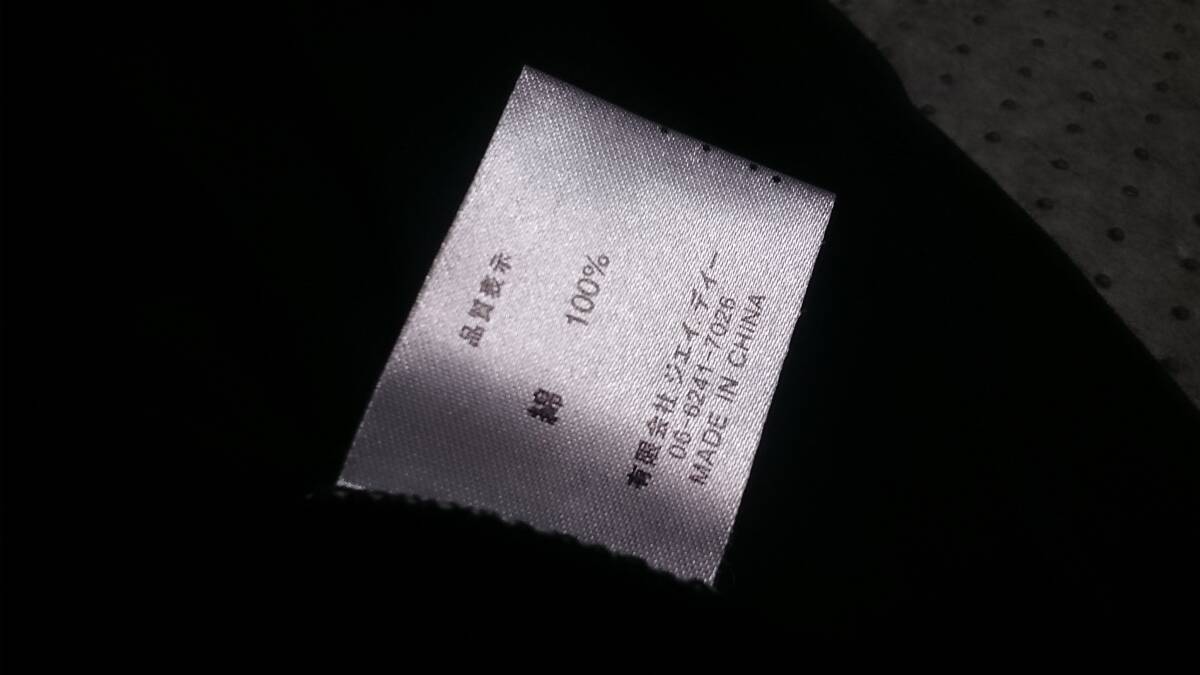 品質表示
綿 100%
有限会社 ジェイ ディー
06-6241-7026
MADE IN CHINA